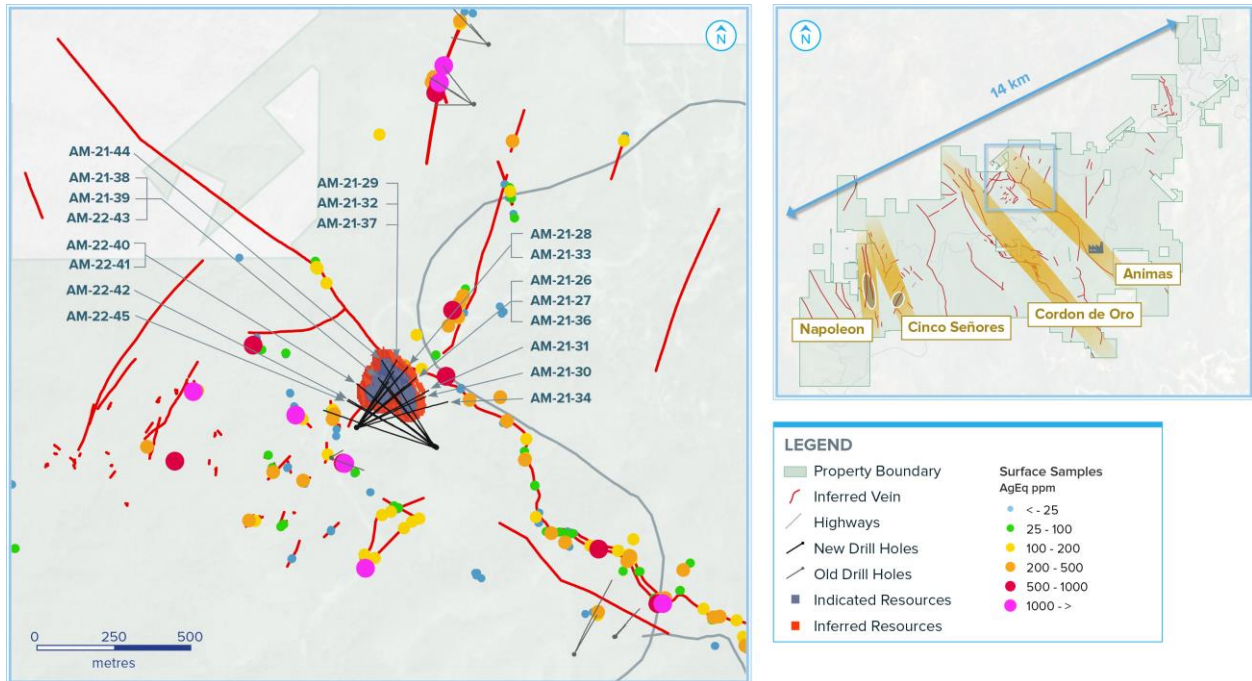 N
AM-21-44
AM-21-38
AM-21-39
AM-22-43
AM-22-40
AM-22-41
AM-22-42
AM-22-45
AM-21-29
AM-21-32
AM-21-37
AM-21-28
AM-21-33
AM-21-26
AM-21-27
AM-21-36
AM-21-31
AM-21-30
AM-21-34
0 250 500
metres
N
14 km
Napoleon
Cinco Señores
Cordon de Oro
Animas
LEGEND
Property Boundary
Inferred Vein
Highways
New Drill Holes
Old Drill Holes
Indicated Resources
Inferred Resources
Surface Samples
AgEq ppm
< - 25
25 - 100
100 - 200
200 - 500
500 - 1000
1000 - >